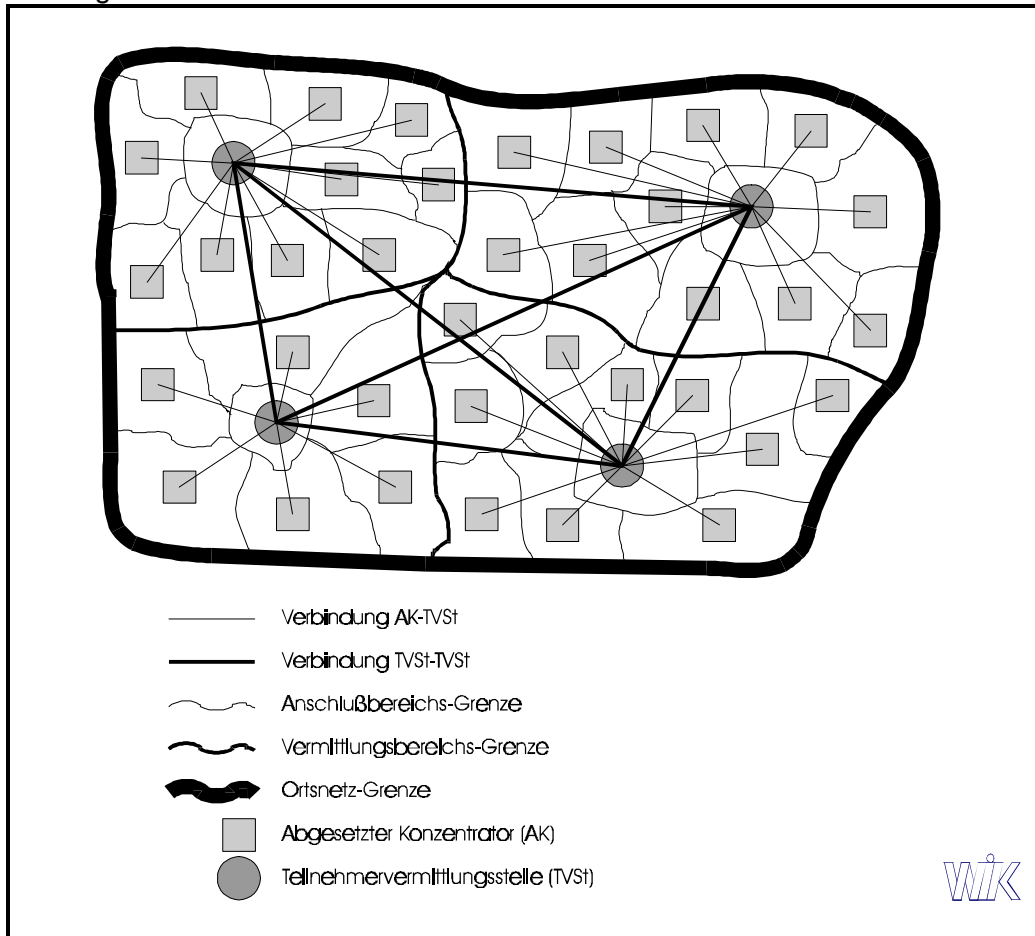 Verbindung AK-TVSt
Verbindung TVSt-TVSt
Anschlußbereichs-Grenze
Vermittlungsbereichs-Grenze
Ortsnetz-Grenze
Abgesetzter Konzentrator (AK)
Teilnehmervermittlungsstelle (TVSt)
WIK